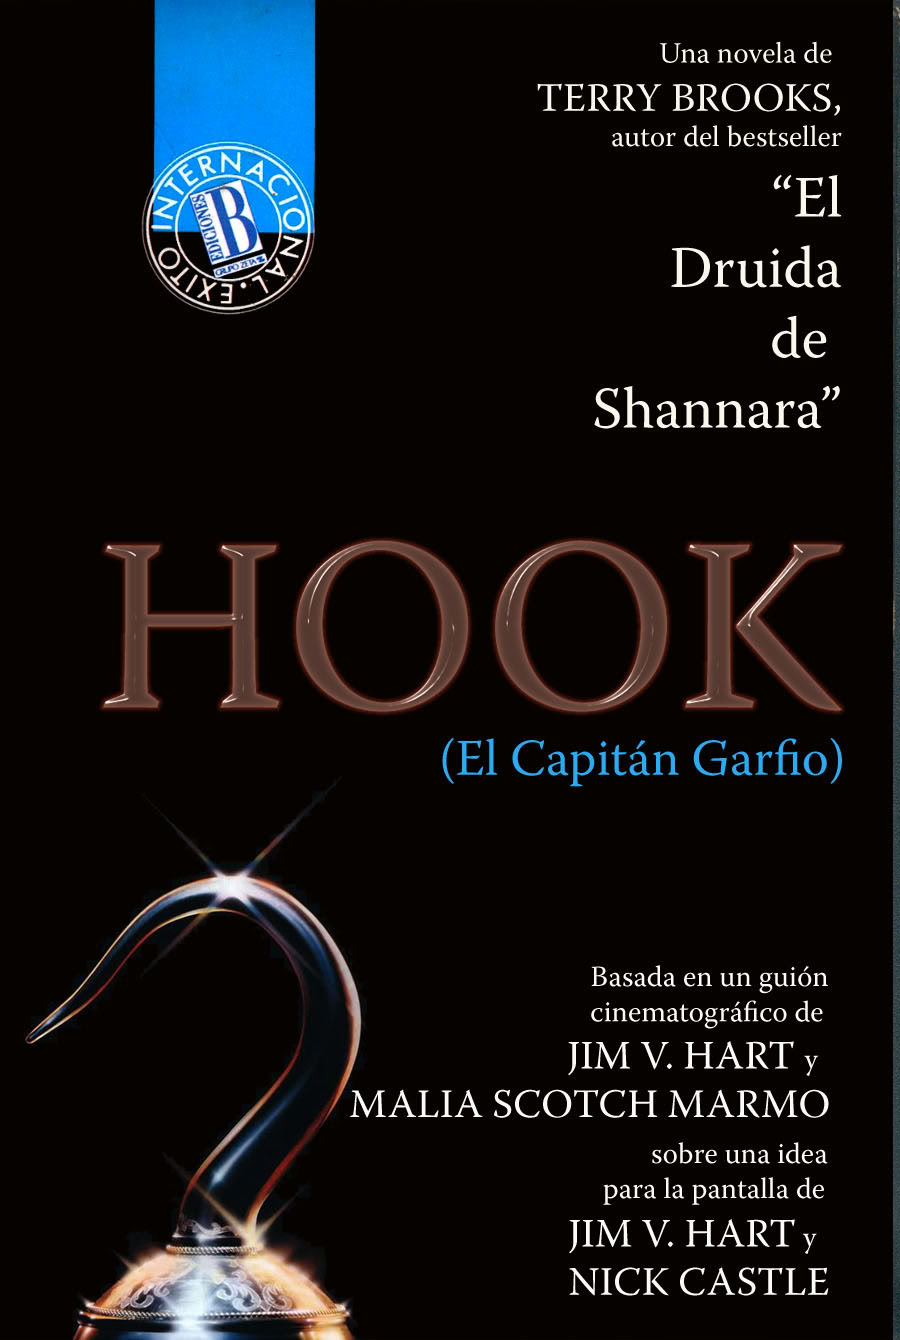 Una novela de
TERRY BROOKS,
autor del bestseller
“El
Druida
de
Shannara”
INTERNACIONAL. EXITO
EDICIONES
B
GRUPO ZETA
HOOK
(El Capitán Garfio)
Basada en un guión
cinematográfico de
JIM V. HART y
MALIA SCOTCH MARMO
sobre una idea
para la pantalla de
JIM V. HART y
NICK CASTLE